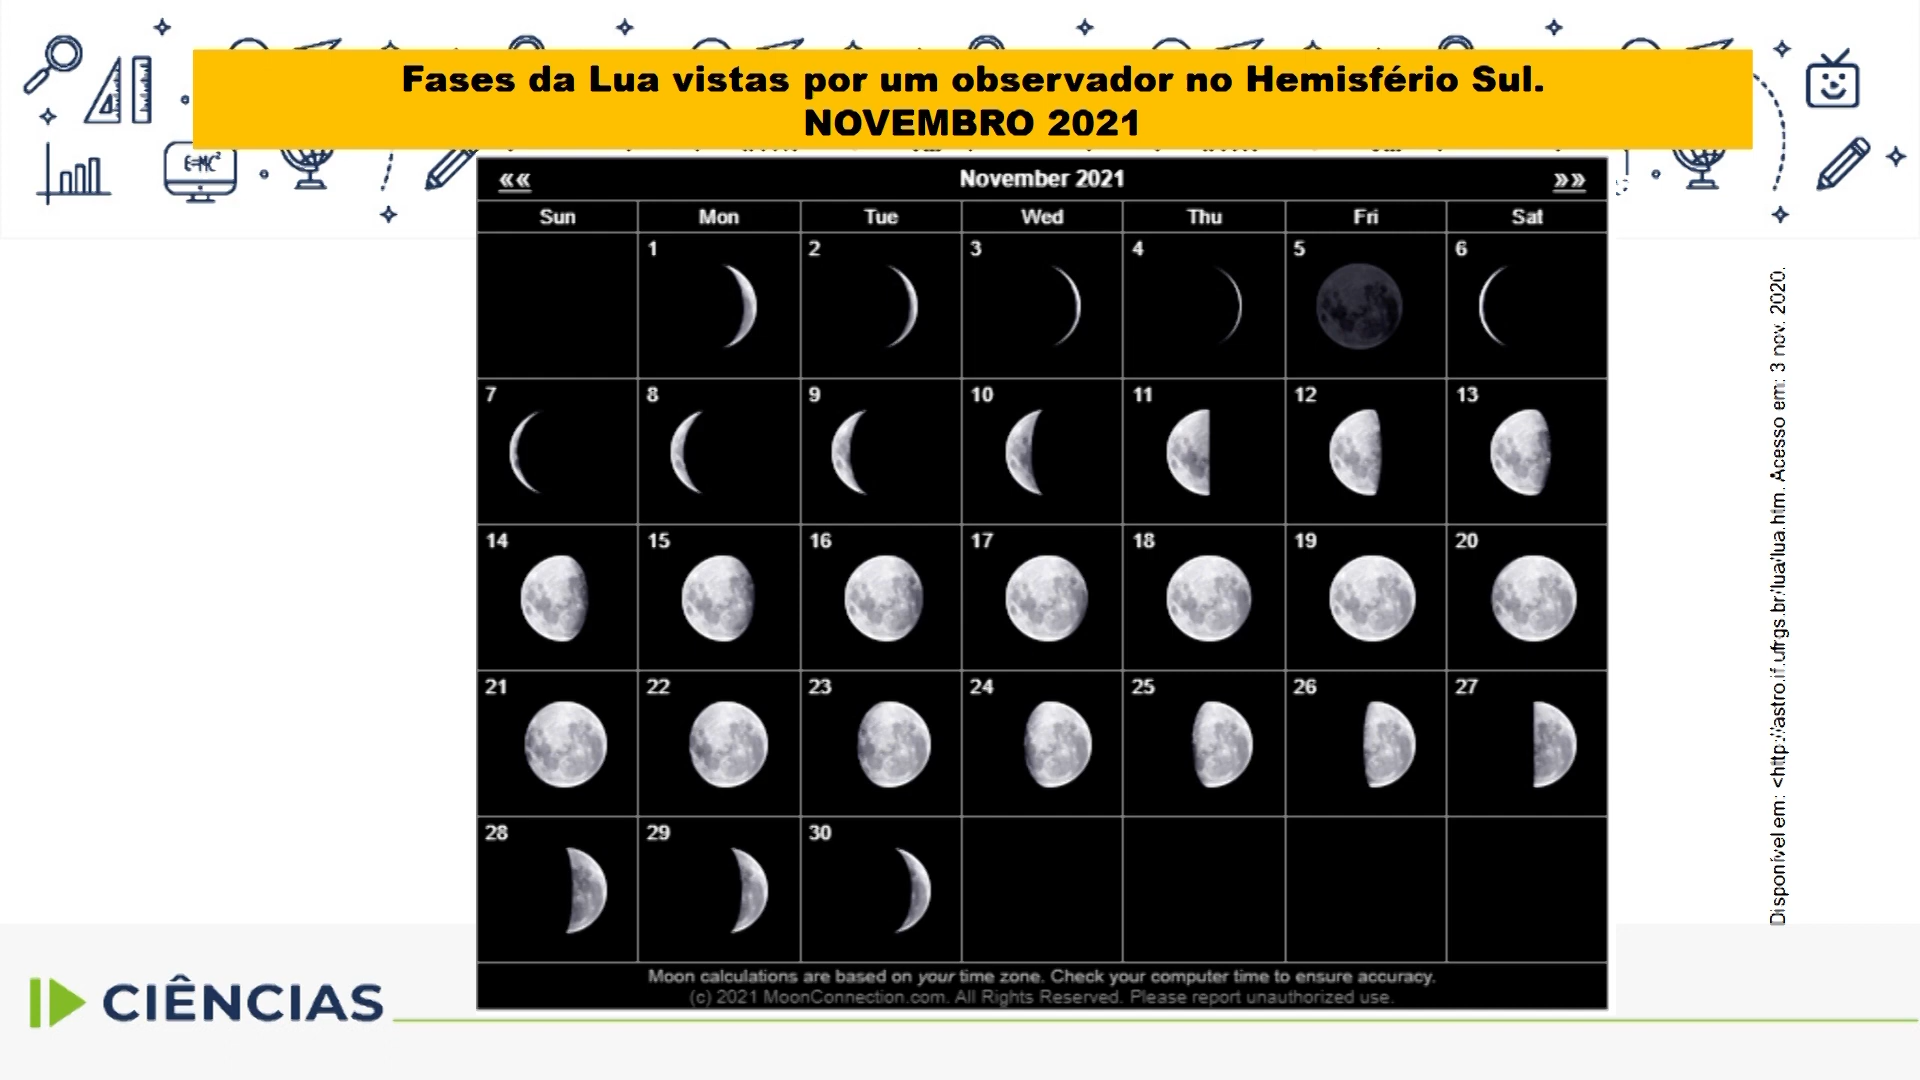 Fases da Lua vistas por um observador no Hemisfério Sul.
NOVEMBRO 2021
E=MC²
«« November 2021 »»
Sun Mon Tue Wed Thu Fri Sat
1 2 3 4 5 6
7 8 9 10 11 12 13
14 15 16 17 18 19 20
21 22 23 24 25 26 27
28 29 30
Moon calculations are based on your time zone. Check your computer time to ensure accuracy.
(c) 2021 MoonConnection.com. All Rights Reserved. Please report unauthorized use.
Disponível em: <http://astro.if.ufrgs.br/lua/lua.htm. Acesso em: 3 nov. 2020.
CIÊNCIAS